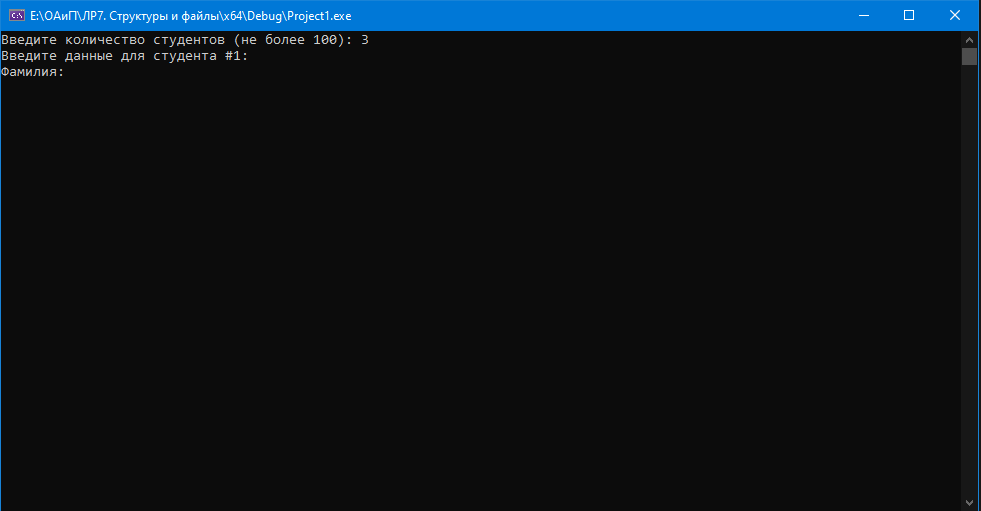 E:\ОАиП\ЛР7. Структуры и файлы\x64\Debug\Project1.exe
Введите количество студентов (не более 100): 3
Введите данные для студента #1:
Фамилия: